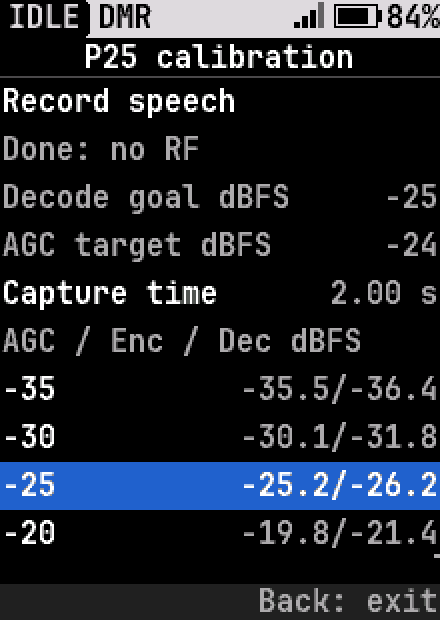 IDLE DMR 84%
P25 calibration
Record speech
Done: no RF
Decode goal dBFS -25
AGC target dBFS -24
Capture time 2.00 s
AGC / Enc / Dec dBFS
-35 -35.5/-36.4
-30 -30.1/-31.8
-25 -25.2/-26.2
-20 -19.8/-21.4
Back: exit